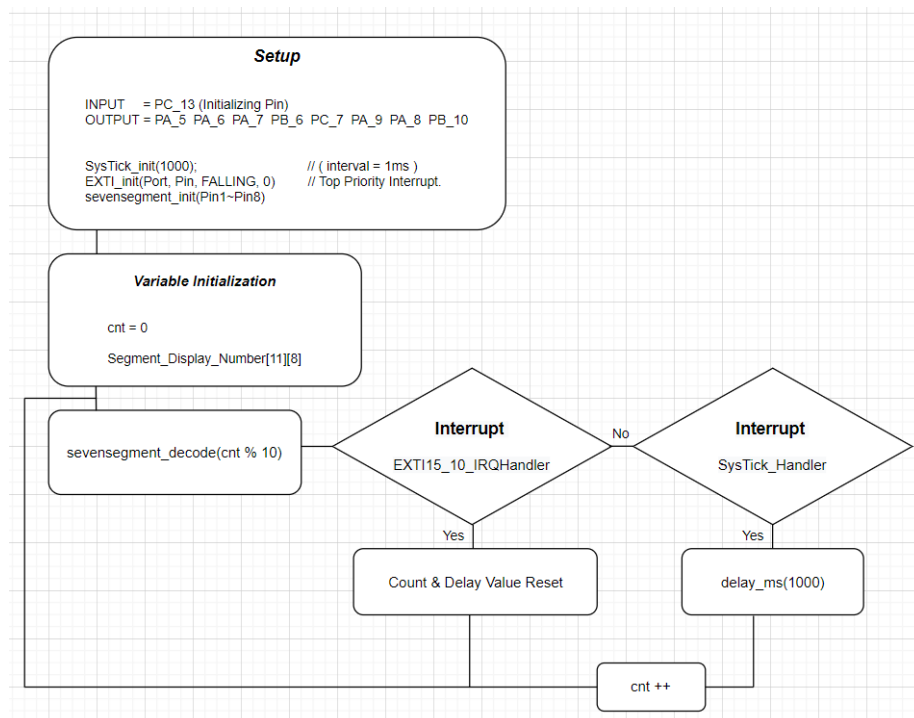 Setup
INPUT = PC_13 (Initializing Pin)
OUTPUT = PA_5 PA_6 PA_7 PB_6 PC_7 PA_9 PA_8 PB_10
SysTick_init(1000); // ( interval = 1ms )
EXTI_init(Port, Pin, FALLING, 0) // Top Priority Interrupt.
sevensegment_init(Pin1~Pin8)
Variable Initialization
cnt = 0
Segment_Display_Number[11][8]
sevensegment_decode(cnt % 10)
Interrupt
EXTI15_10_IRQHandler
No
Interrupt
SysTick_Handler
Yes
Yes
Count & Delay Value Reset
delay_ms(1000)
cnt ++